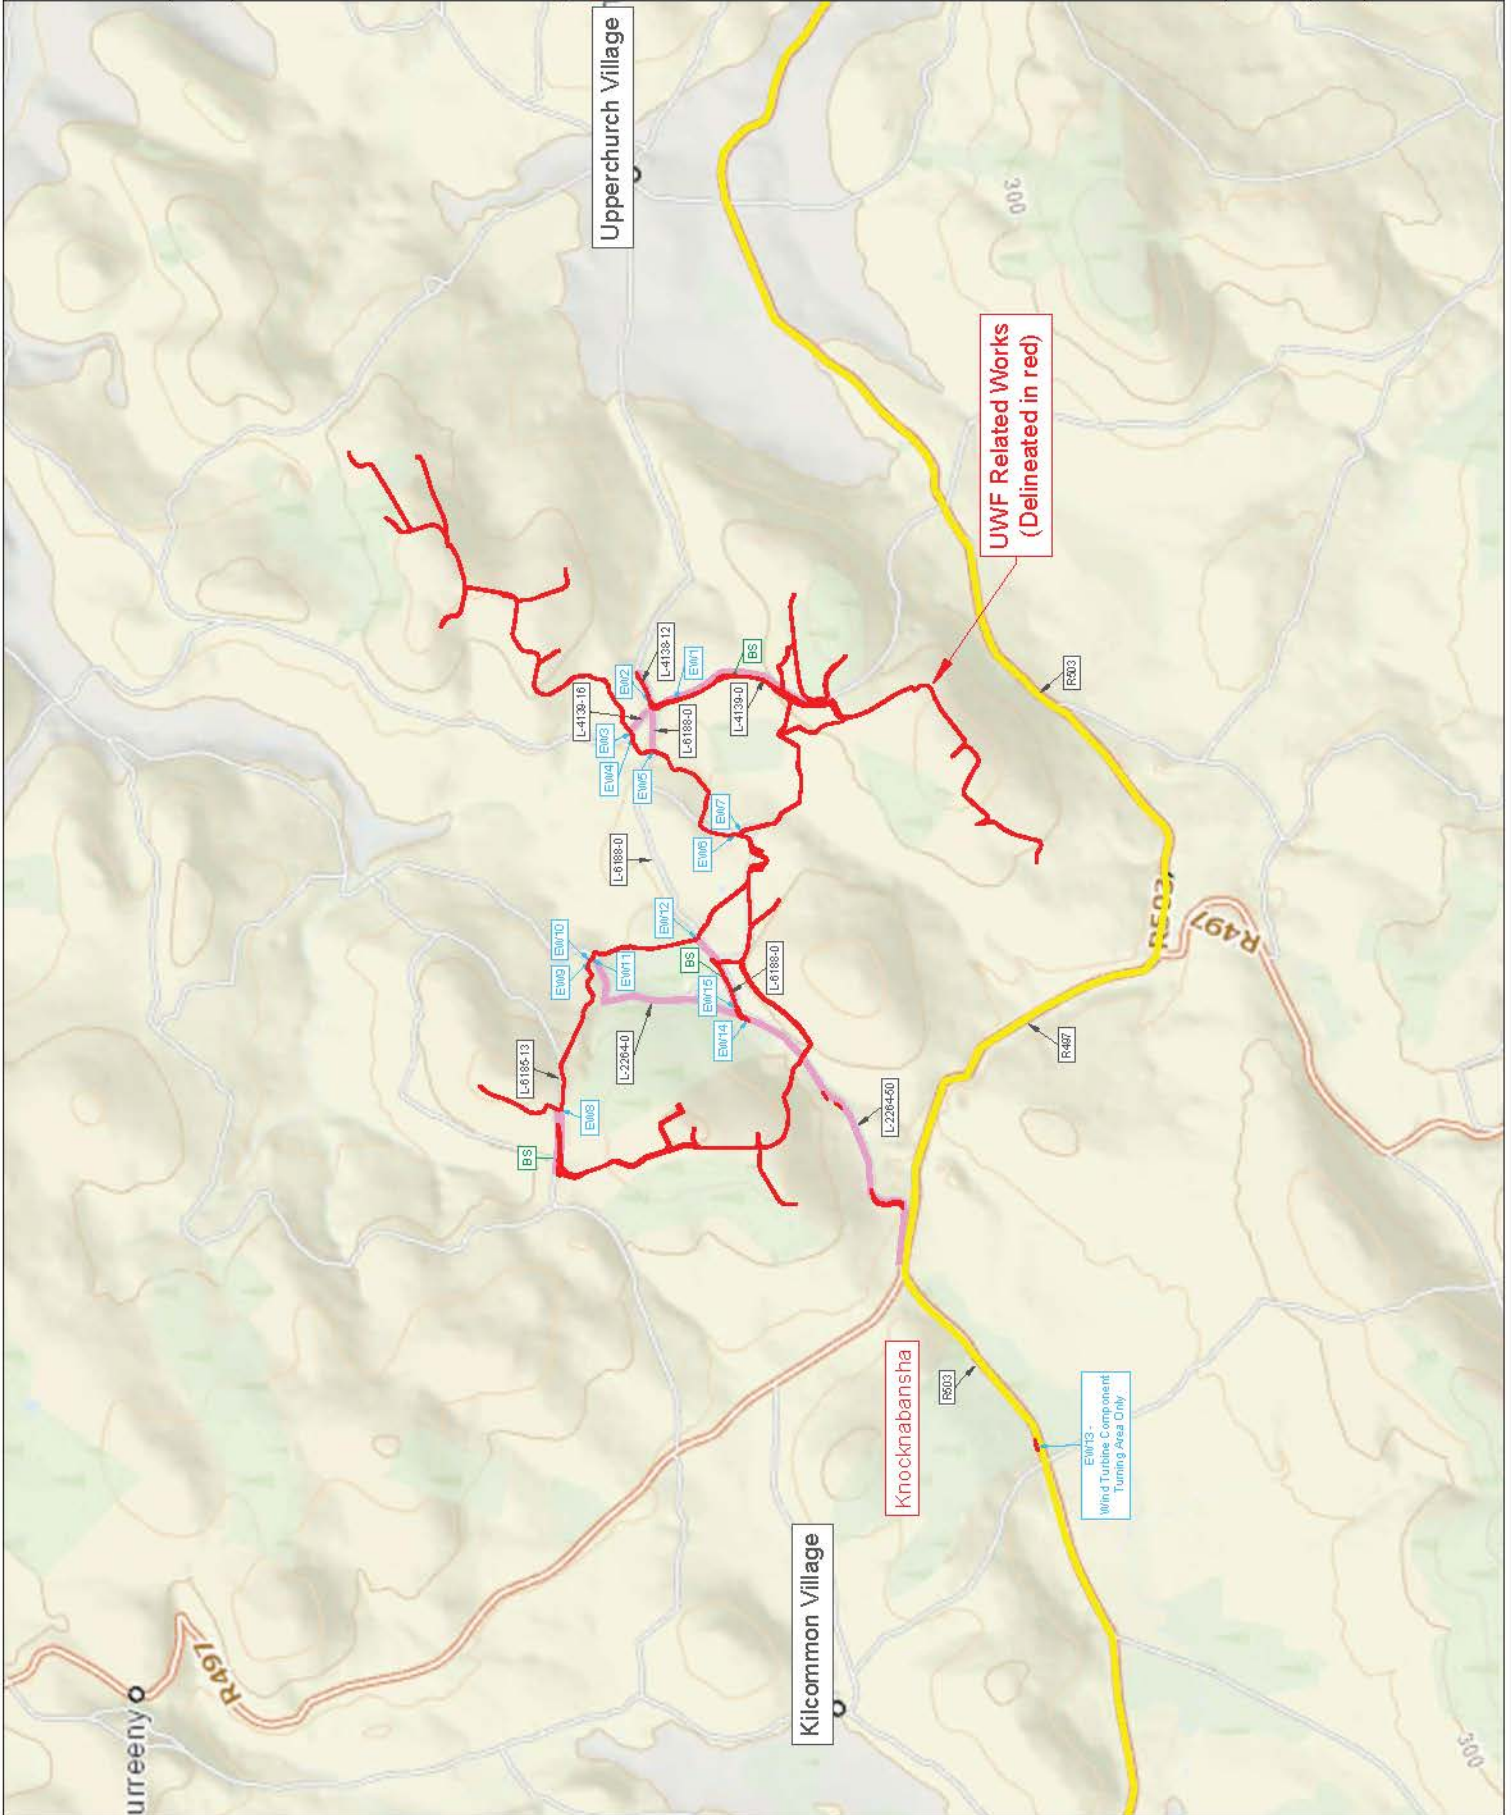 urreeny
R497
BS
L-6185-13
EW9
EW10
L-4139-16
EW8
EW3
EW4
Upperchurch Village
L-6188-0
L-2264-0
EW11
EW2
EW5
EW12
L-4138-12
L-6188-0
BS
EW1
EW6
EW15
EW7
EW14
L-4139-0
BS
L-6188-0
Kilcommon Village
L-2264-50
Knocknabansha
R503
UWF Related Works
(Delineated in red)
300
R497
R503
EW13 -
Wind Turbine Component
Turning Area Only
R503
R497
300